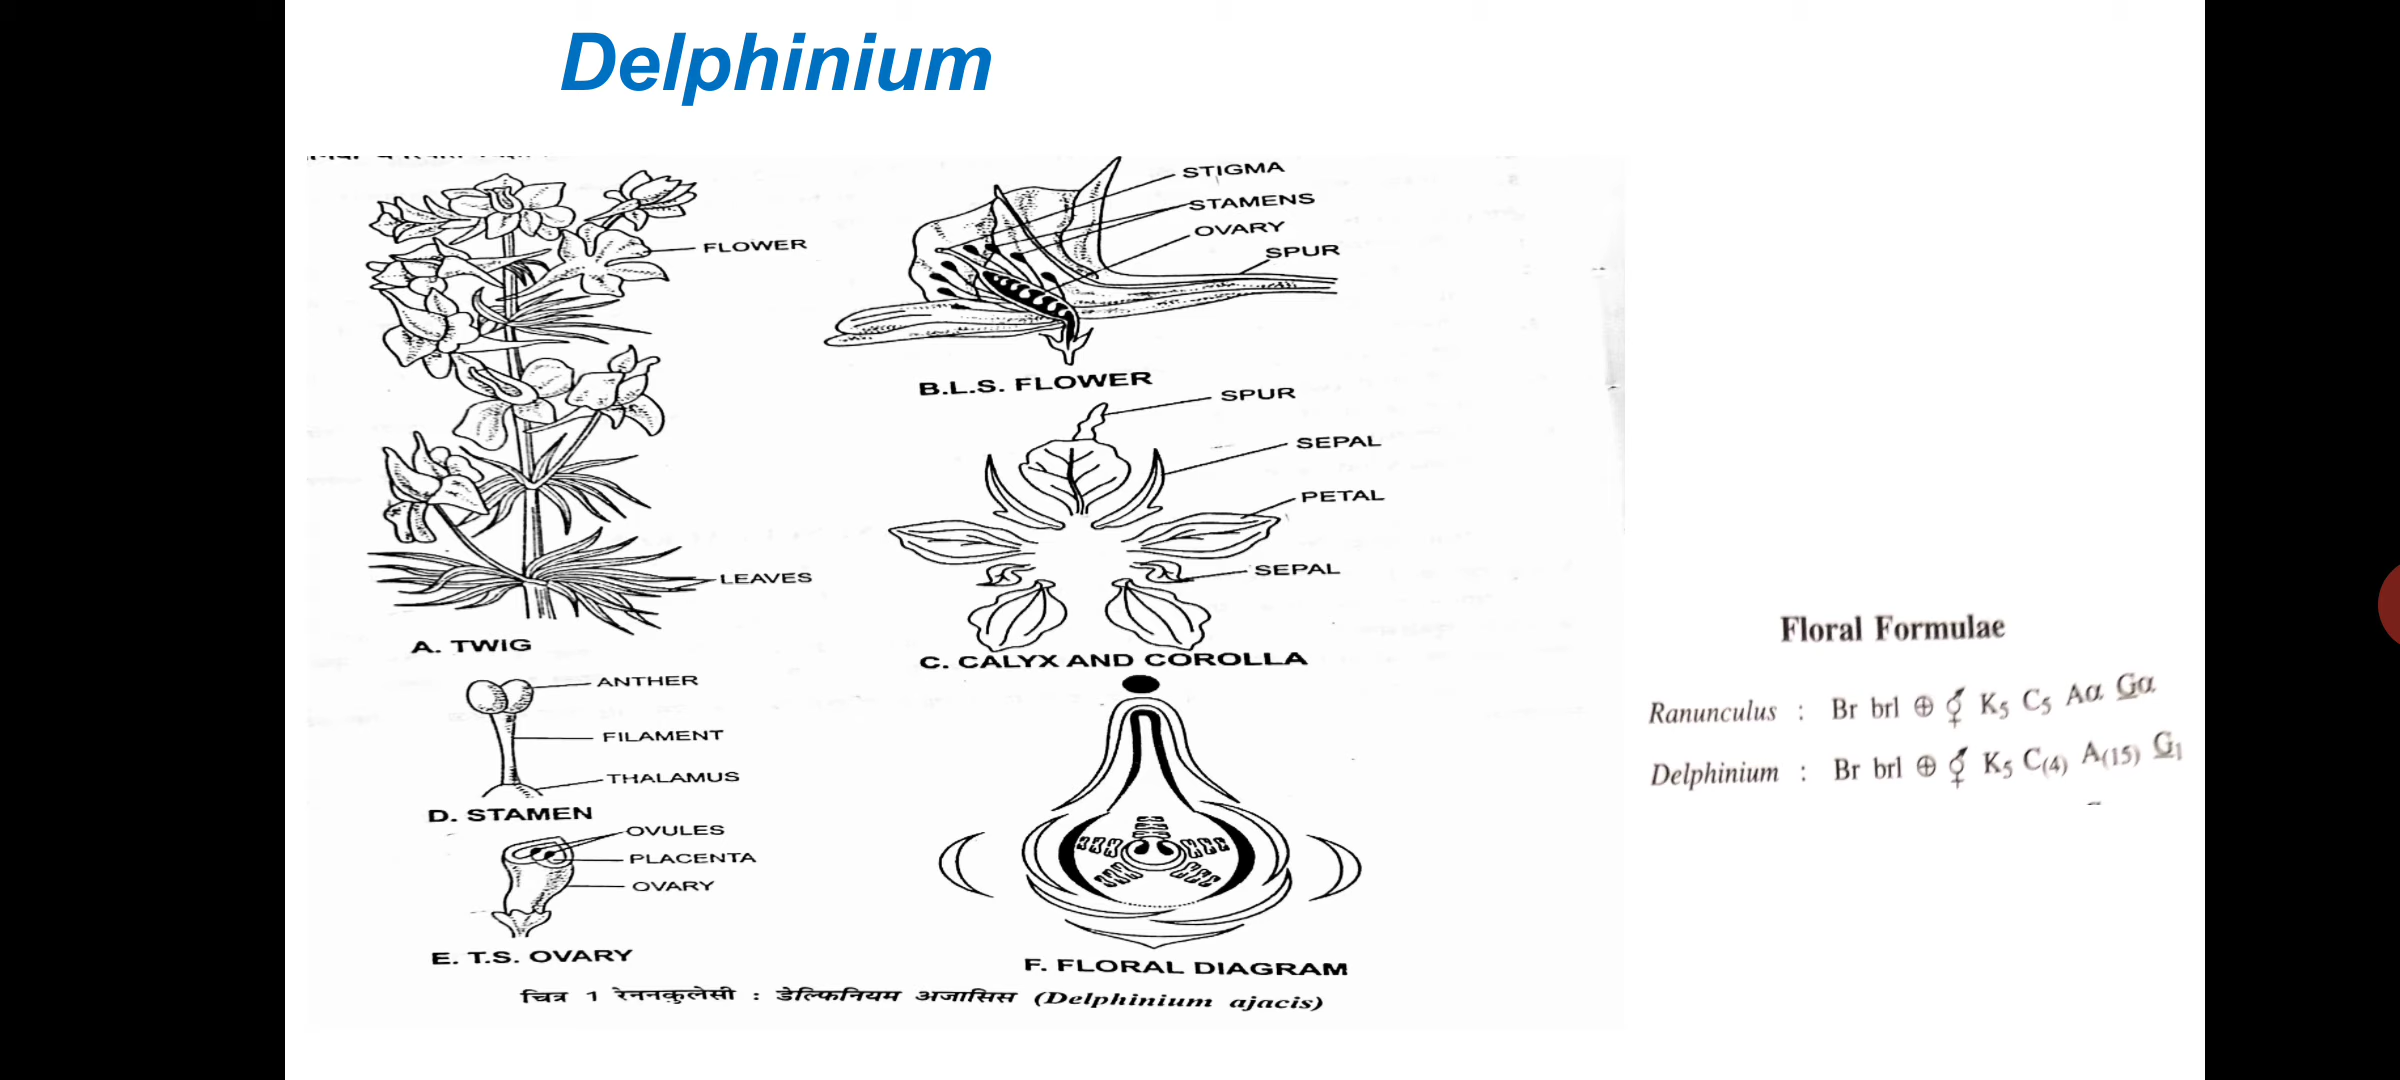 Delphinium
FLOWER
LEAVES
A. TWIG
STIGMA
STAMENS
OVARY
SPUR
B.L.S. FLOWER
SPUR
SEPAL
PETAL
SEPAL
C. CALYX AND COROLLA
ANTHER
FILAMENT
THALAMUS
D. STAMEN
OVULES
PLACENTA
OVARY
E. T.S. OVARY
F. FLORAL DIAGRAM
चित्र 1 रेननकुलेसी : डेल्फिनियम अजासिस (Delphinium ajacis)
Floral Formulae
Ranunculus : Br brl ⊕ ⚥ K5 C5 Aα Gα
Delphinium : Br brl ⊕ ⚥ K5 C(4) A(15) G1